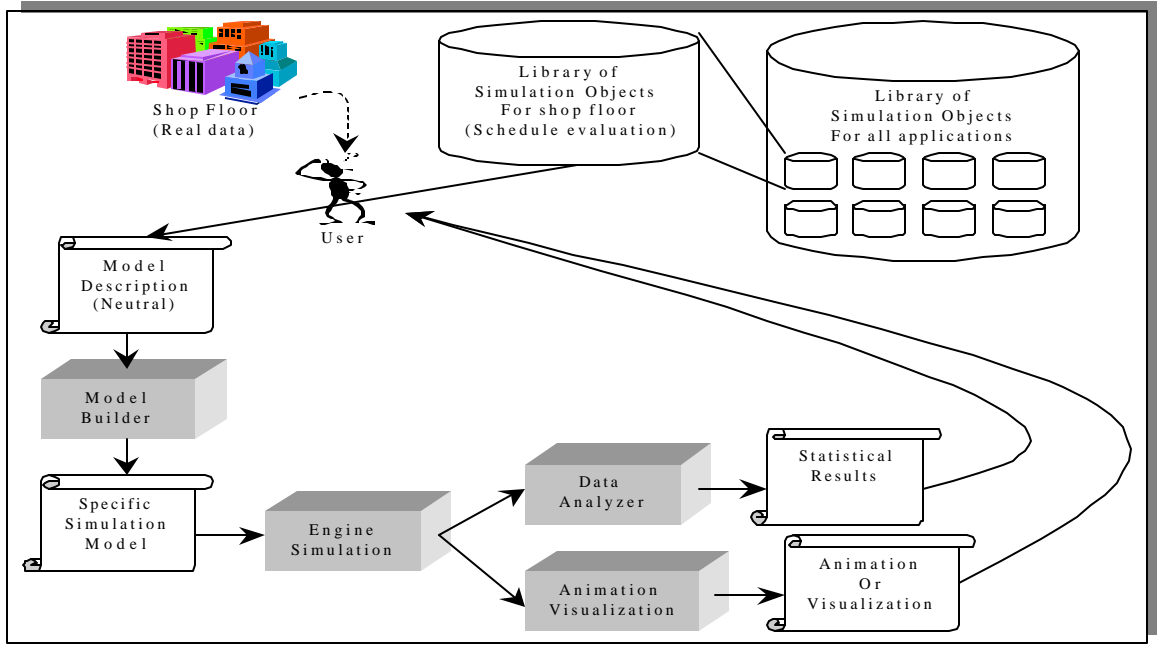 Shop Floor
(Real data)
Library of
Simulation Objects
For shop floor
(Schedule evaluation)
Library of
Simulation Objects
For all applications
User
Model
Description
(Neutral)
Model
Builder
Specific
Simulation
Model
Engine
Simulation
Data
Analyzer
Statistical
Results
Animation
Visualization
Animation
Or
Visualization